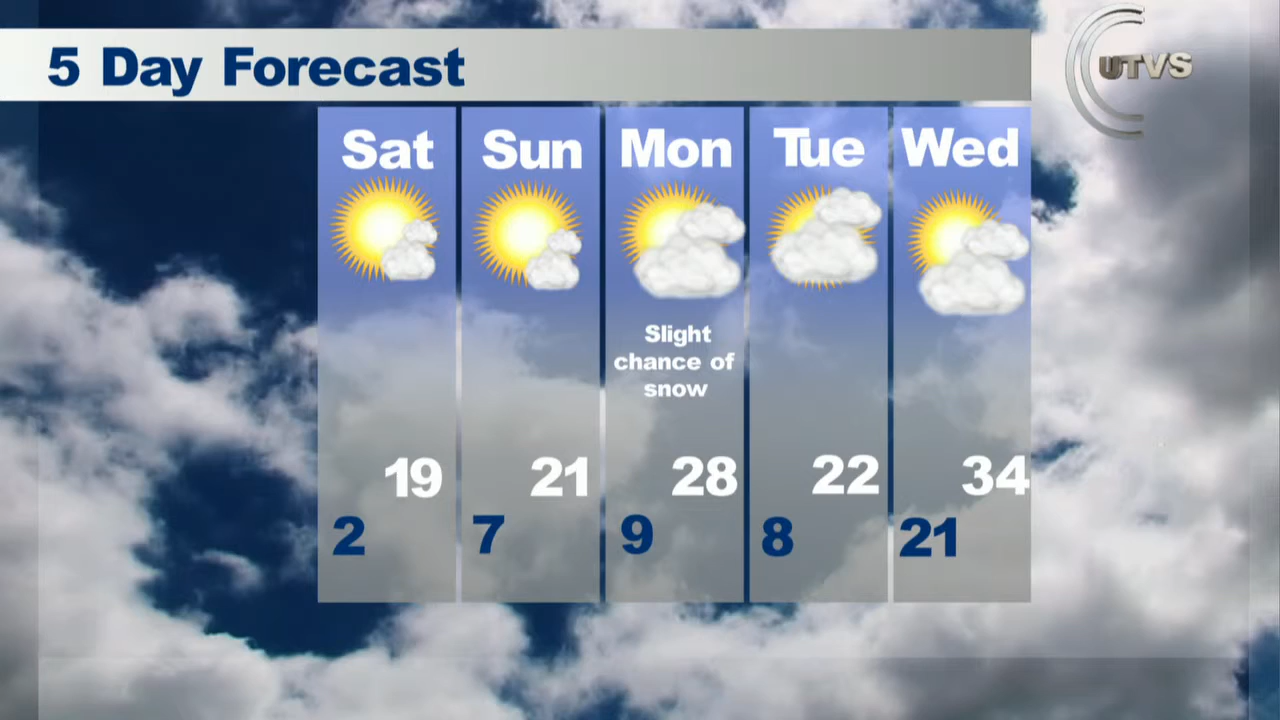 5 Day Forecast
UTVS
Sat Sun Mon Tue Wed
Slight
chance of
snow
19 21 28 22 34
2 7 9 8 21